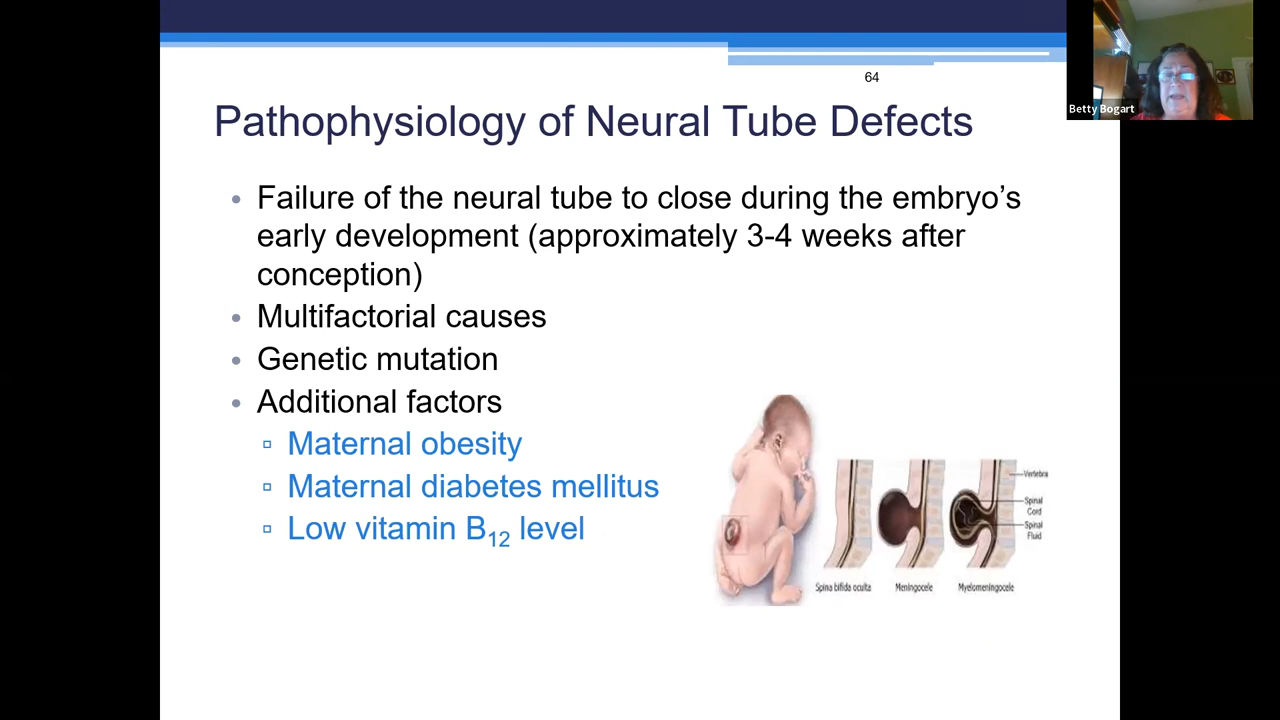 64
Betty Bogart
Pathophysiology of Neural Tube Defects
• Failure of the neural tube to close during the embryo’s
early development (approximately 3-4 weeks after
conception)
• Multifactorial causes
• Genetic mutation
• Additional factors
▫ Maternal obesity
▫ Maternal diabetes mellitus
▫ Low vitamin B12 level
Vertebra
Spinal
Cord
Spinal
Fluid
Spina bifida oculta
Meningocele
Myelomeningocele